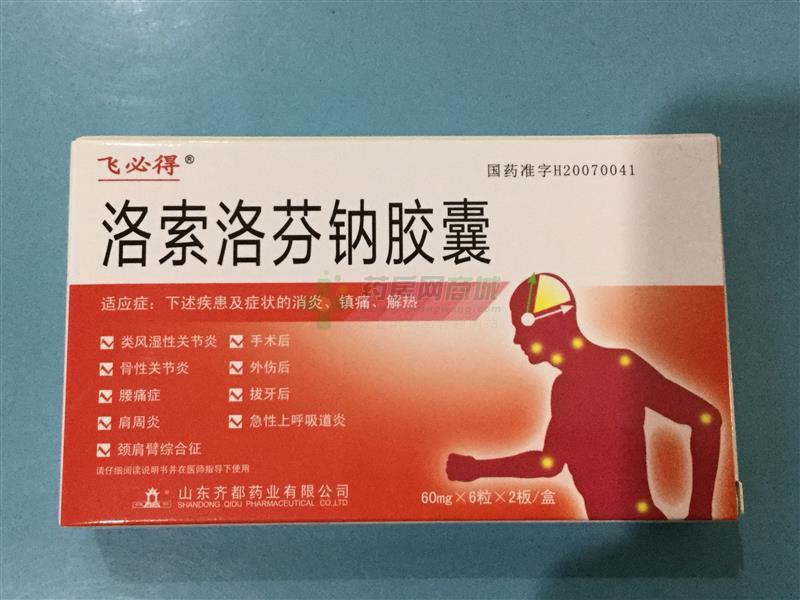 飞必得®
国药准字H20070041
洛索洛芬钠胶囊
药房网商城
适应症：下述疾患及症状的消炎、镇痛、解热
类风湿性关节炎 手术后
骨性关节炎 外伤后
腰痛症 拔牙后
肩周炎 急性上呼吸道炎
颈肩臂综合征
请仔细阅读说明书并在医师指导下使用
山东齐都药业有限公司
SHANDONG QIDU PHARMACEUTICAL CO.,LTD
60mg×6粒×2板/盒